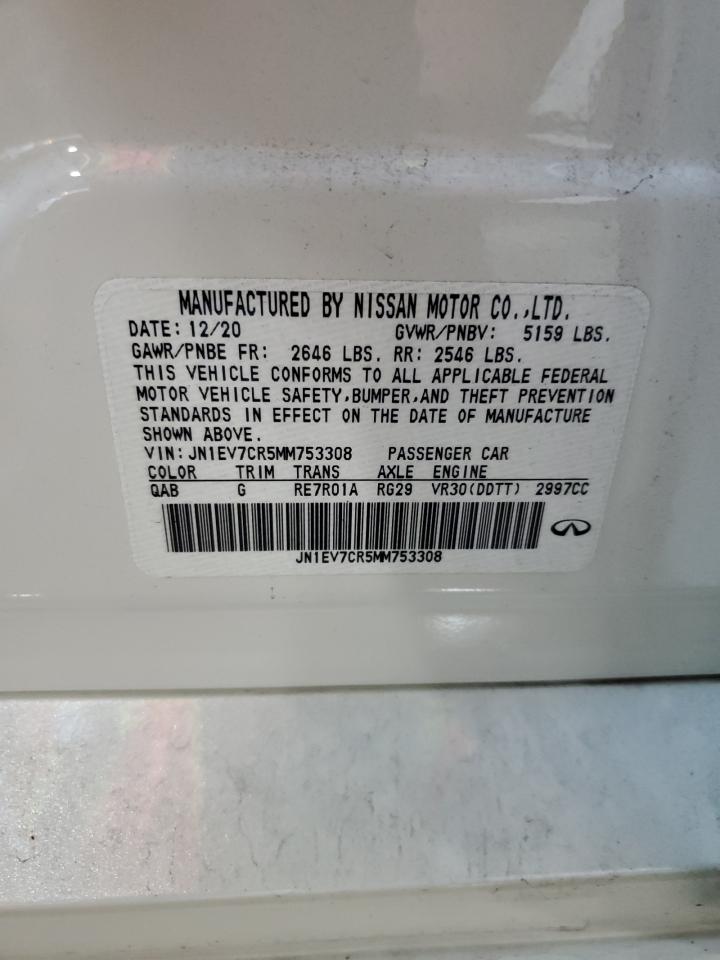 MANUFACTURED BY NISSAN MOTOR CO.,LTD.
DATE: 12/20 GVWR/PNBV: 5159 LBS.
GAWR/PNBE FR: 2646 LBS. RR: 2546 LBS.
THIS VEHICLE CONFORMS TO ALL APPLICABLE FEDERAL
MOTOR VEHICLE SAFETY,BUMPER,AND THEFT PREVENTION
STANDARDS IN EFFECT ON THE DATE OF MANUFACTURE
SHOWN ABOVE.
VIN:JN1EV7CR5MM753308 PASSENGER CAR
COLOR TRIM TRANS AXLE ENGINE
QAB G RE7R01A RG29 VR30(DDTT) 2997CC
JN1EV7CR5MM753308